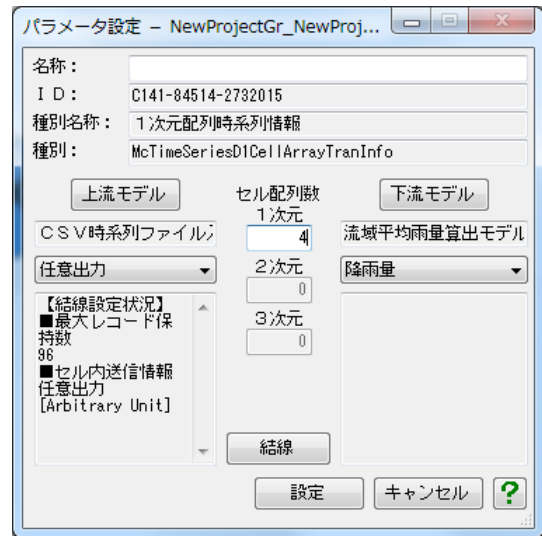 パラメータ設定 － NewProjectGr_NewProj...
名称：
ＩＤ：
C141-84514-2732015
種別名称：
１次元配列時系列情報
種別：
McTimeSeriesD1CellArrayTranInfo
上流モデル
セル配列数
下流モデル
１次元
ＣＳＶ時系列ファイル
4
流域平均雨量算出モデル
任意出力
２次元
降雨量
0
【結線設定状況】
■最大レコード保
持数
96
■セル内送信情報
任意出力
[Arbitrary Unit]
３次元
0
結線
設定
キャンセル
?